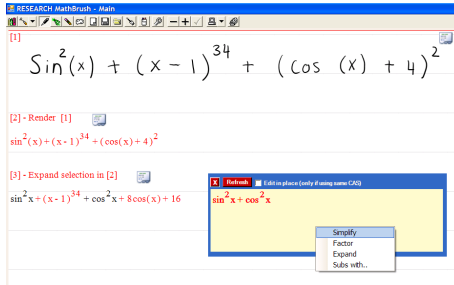 RESEARCH MathBrush - Main
[1]
Sin²(x) + (x - 1)³⁴ + (cos (x) + 4)²
[2] - Render [1]
sin²(x)+(x-1)³⁴+(cos(x)+4)²
[3] - Expand selection in [2]
sin²x+(x-1)³⁴+cos²x+8cos(x)+16
X Refresh Edit in place (only if using same CAS)
sin²x+cos²x
Simplify
Factor
Expand
Subs with..